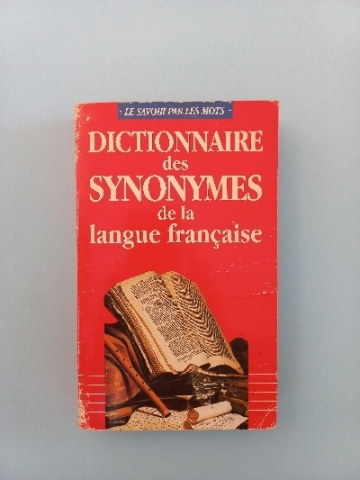 · LE SAVOIR PAR LES MOTS ·
DICTIONNAIRE
des
SYNONYMES
de la
langue française